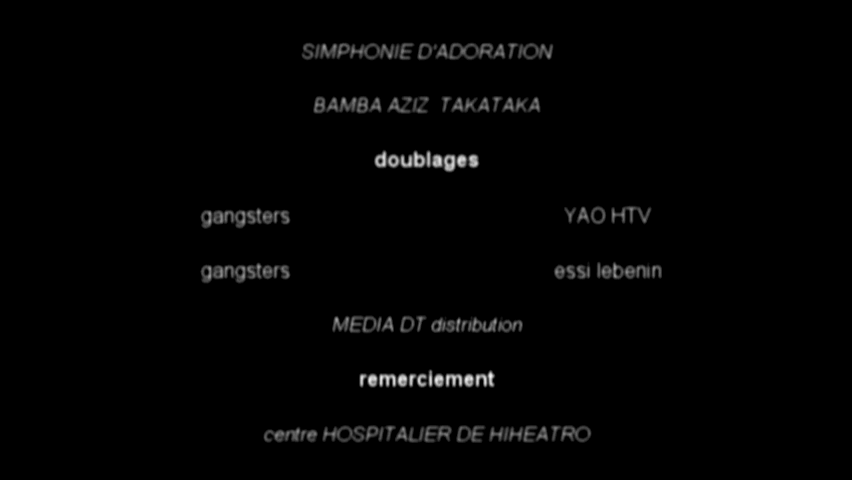 SIMPHONIE D'ADORATION
BAMBA AZIZ TAKATAKA
doublages
gangsters YAO HTV
gangsters essi lebenin
MEDIA DT distribution
remerciement
centre HOSPITALIER DE HIHEATRO